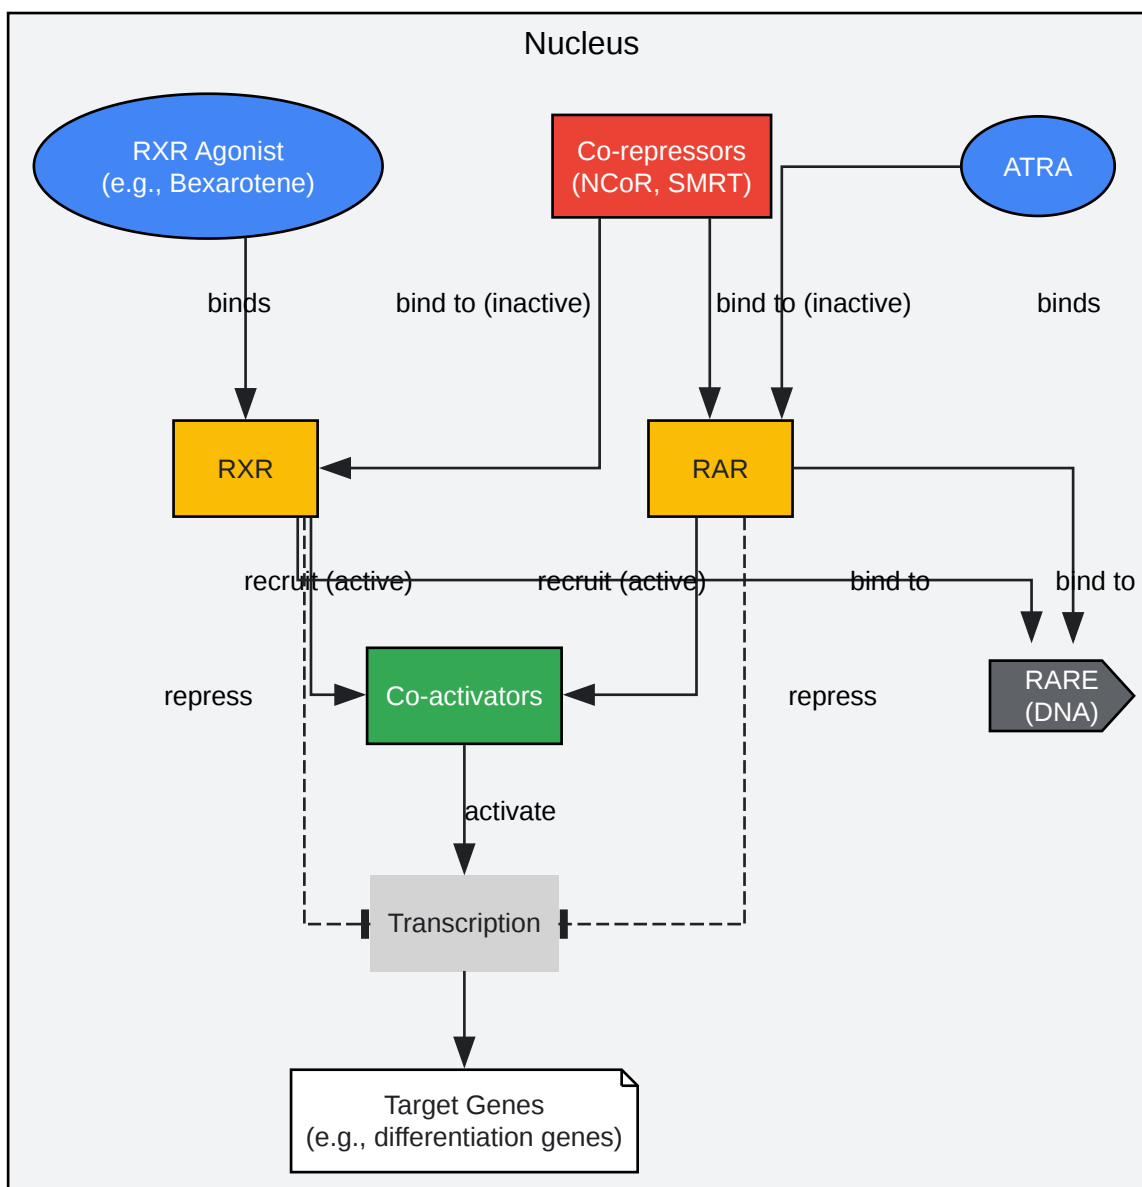 Nucleus
RXR Agonist
(e.g., Bexarotene)
Co-repressors
(NCoR, SMRT)
ATRA
binds
bind to (inactive)
bind to (inactive)
binds
RXR
RAR
recruit (active)
recruit (active)
bind to
bind to
repress
Co-activators
repress
RARE
(DNA)
activate
Transcription
Target Genes
(e.g., differentiation genes)